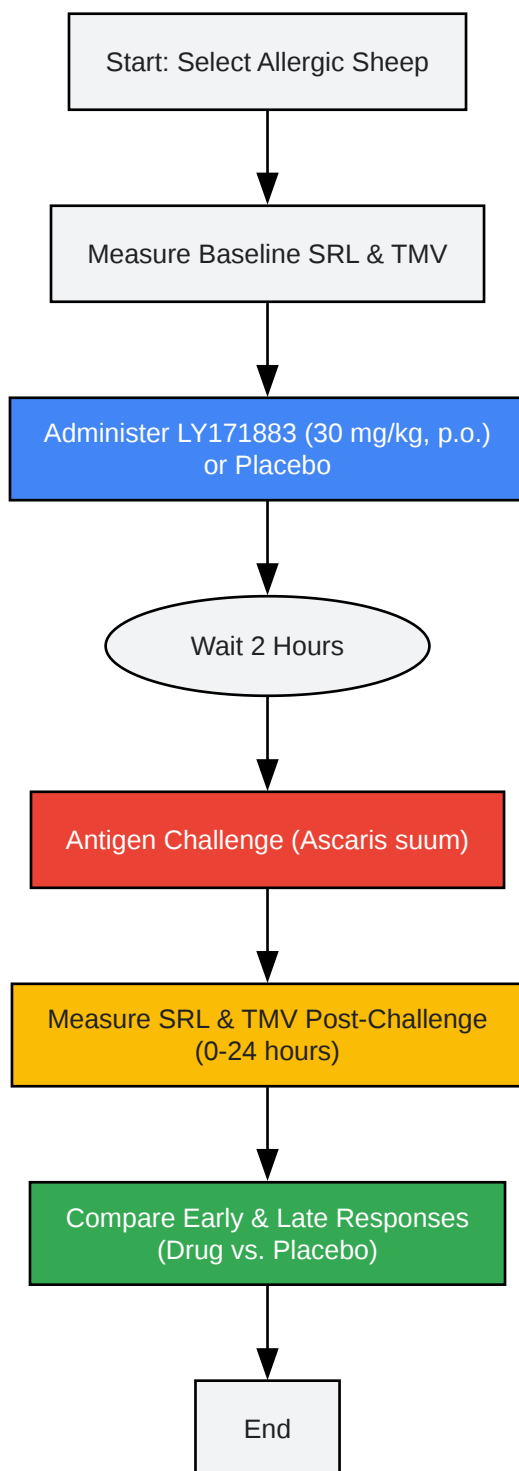 Start: Select Allergic Sheep
Measure Baseline SRL & TMV
Administer LY171883 (30 mg/kg, p.o.)
or Placebo
Wait 2 Hours
Antigen Challenge (Ascaris suum)
Measure SRL & TMV Post-Challenge
(0-24 hours)
Compare Early & Late Responses
(Drug vs. Placebo)
End